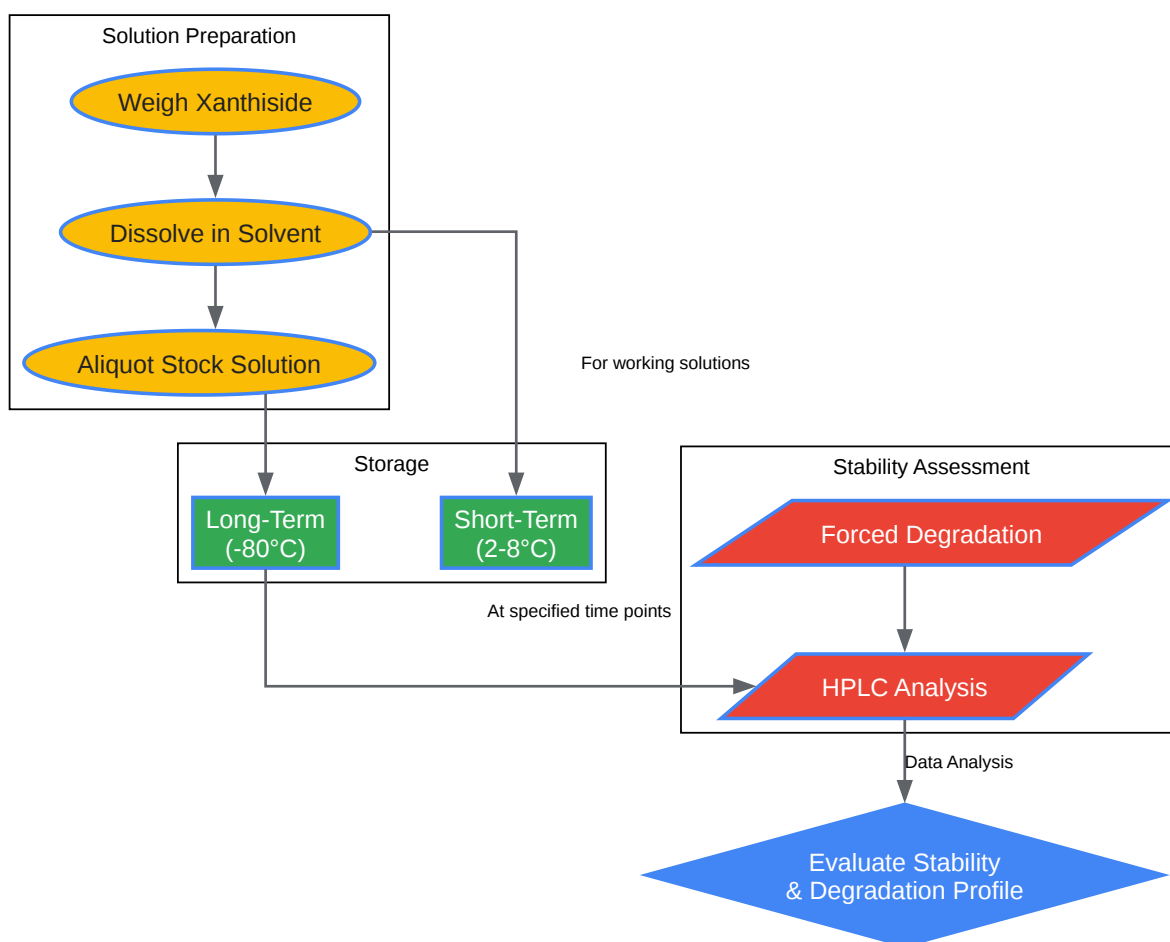 Solution Preparation
Weigh Xanthiside
Dissolve in Solvent
Aliquot Stock Solution
For working solutions
Storage
Long-Term
(-80°C)
Short-Term
(2-8°C)
At specified time points
Stability Assessment
Forced Degradation
HPLC Analysis
Data Analysis
Evaluate Stability
& Degradation Profile